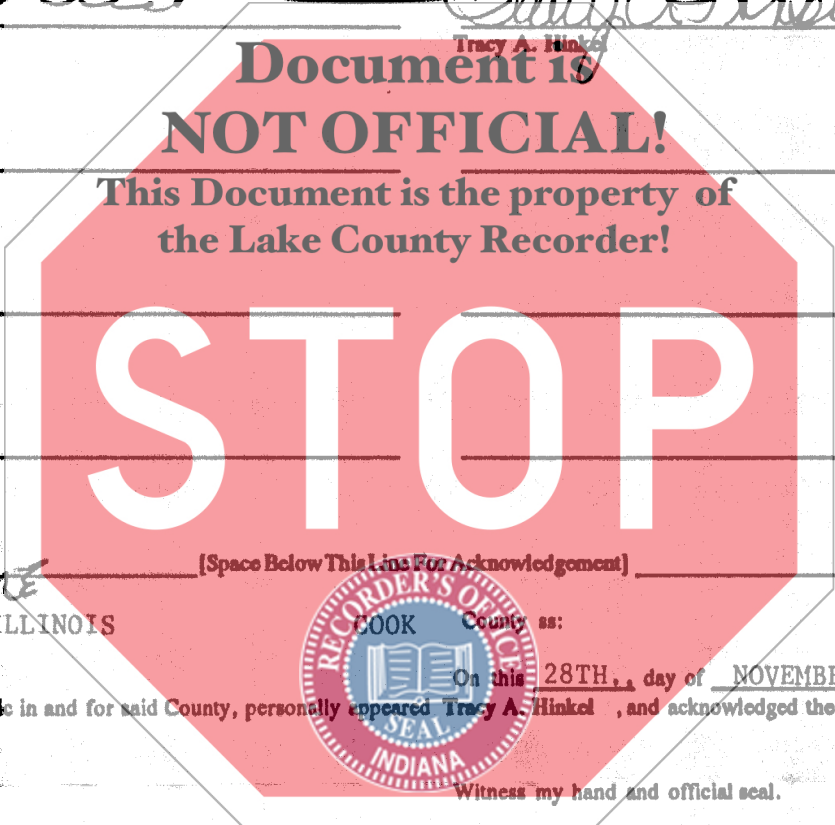 Tracy A. Hinkel
Document is
NOT OFFICIAL!
This Document is the property of
the Lake County Recorder!
STOP
[Space Below This Line For Acknowledgement]
ILLINOIS COOK County ss:
On this 28TH., day of NOVEMBE
c in and for said County, personally appeared Tracy A. Hinkel , and acknowledged the
RECORDER'S OFFICE
SEAL
INDIANA
Witness my hand and official seal.